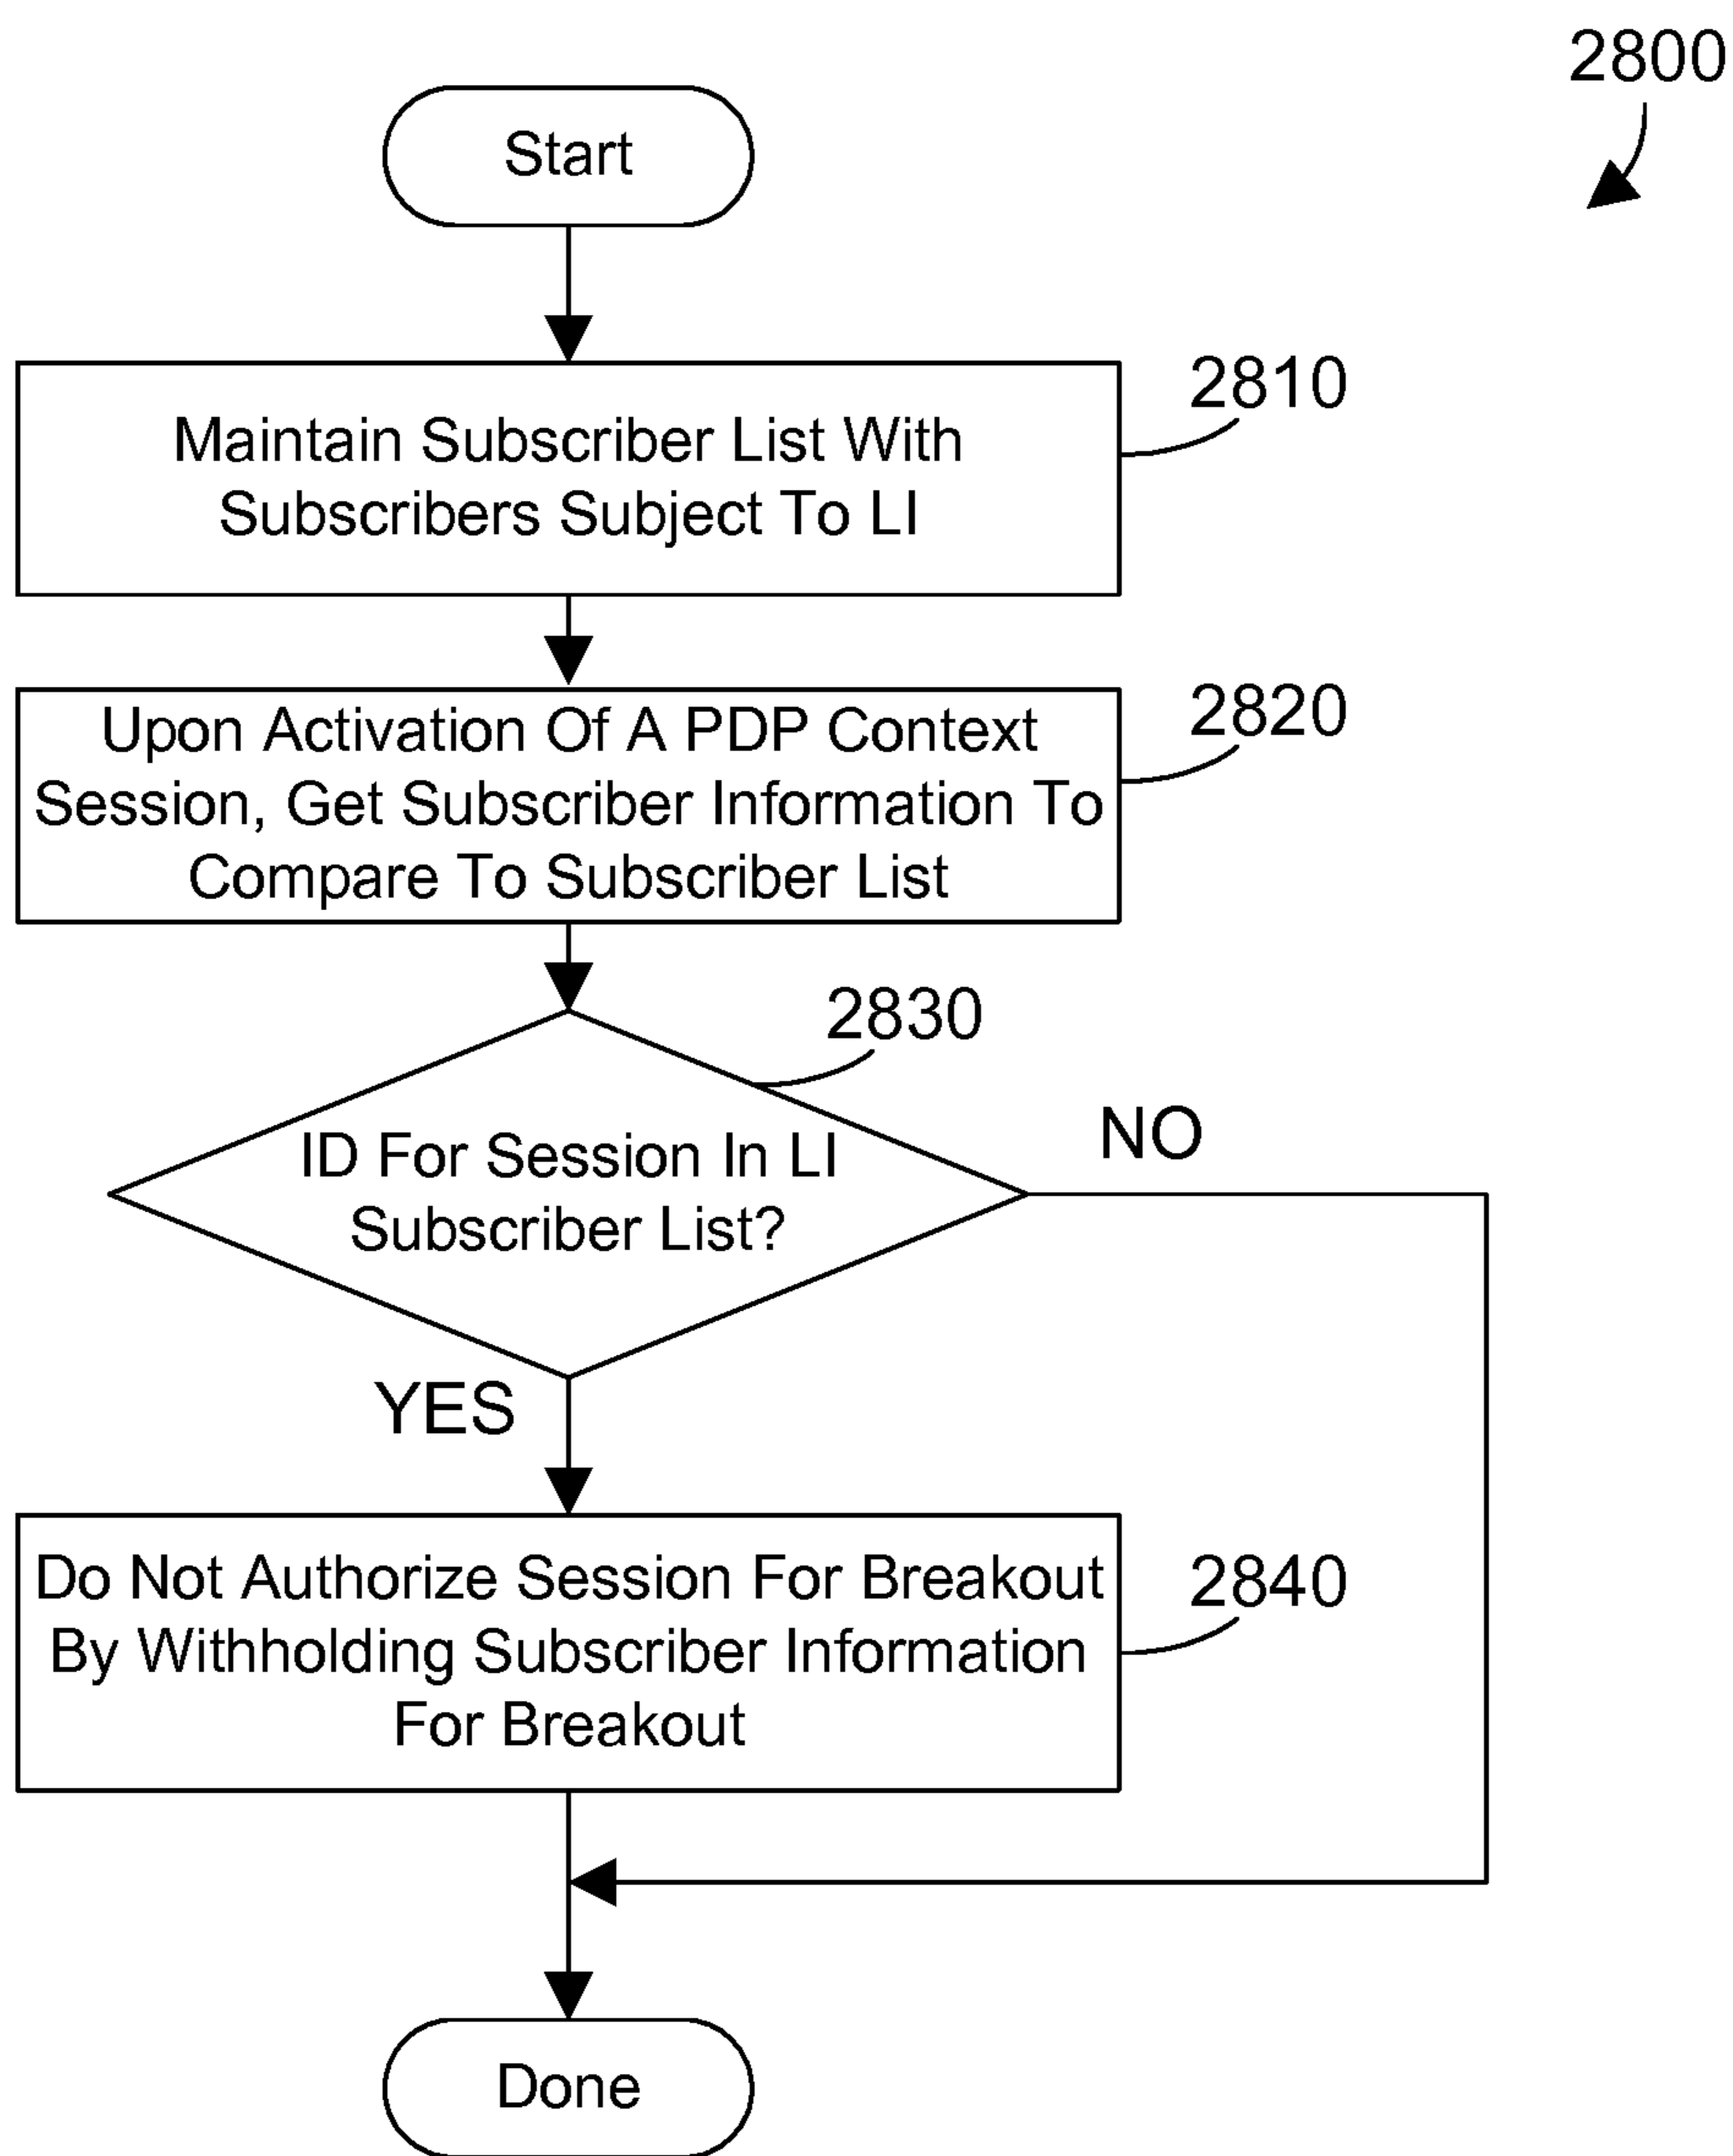 2800
Start
2810
Maintain Subscriber List With
Subscribers Subject To LI
2820
Upon Activation Of A PDP Context
Session, Get Subscriber Information To
Compare To Subscriber List
2830
ID For Session In LI
Subscriber List?
NO
YES
2840
Do Not Authorize Session For Breakout
By Withholding Subscriber Information
For Breakout
Done